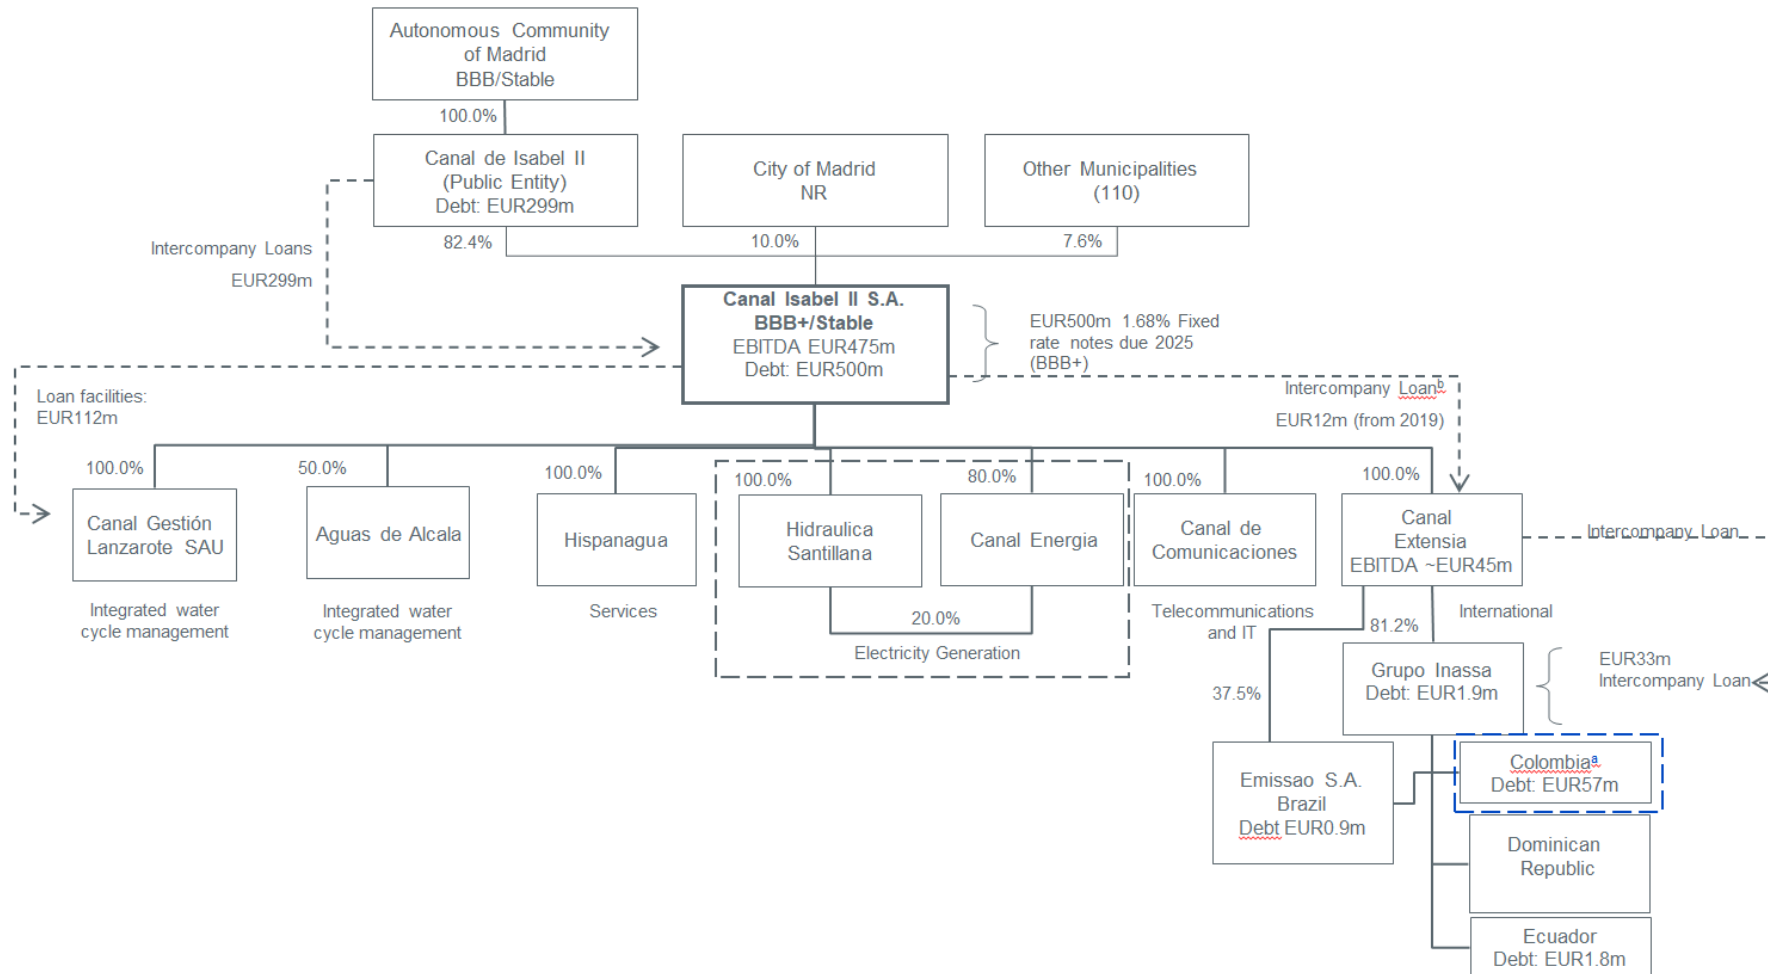 Autonomous Community
of Madrid
BBB/Stable
100.0%
Canal de Isabel II
(Public Entity)
Debt: EUR299m
City of Madrid
NR
Other Municipalities
(110)
82.4%
10.0%
7.6%
Intercompany Loans
EUR299m
Canal Isabel II S.A.
BBB+/Stable
EBITDA EUR475m
Debt: EUR500m
EUR500m 1.68% Fixed
rate notes due 2025
(BBB+)
Loan facilities:
EUR112m
Intercompany Loanᵇ
EUR12m (from 2019)
100.0%
50.0%
100.0%
100.0%
80.0%
100.0%
100.0%
Canal Gestión
Lanzarote SAU
Aguas de Alcala
Hispanagua
Hidraulica
Santillana
Canal Energia
Canal de
Comunicaciones
Canal
Extensia
EBITDA ~EUR45m
Intercompany Loan
Integrated water
cycle management
Integrated water
cycle management
Services
20.0%
Electricity Generation
Telecommunications
and IT
International
81.2%
Grupo Inassa
Debt: EUR1.9m
EUR33m
Intercompany Loan
37.5%
Emissao S.A.
Brazil
Debt EUR0.9m
Colombiaᵃ
Debt: EUR57m
Dominican
Republic
Ecuador
Debt: EUR1.8m